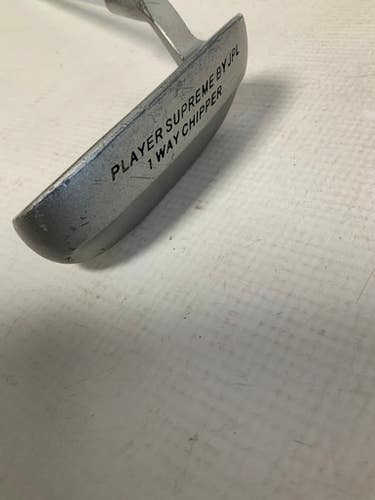 PLAYER SUPREME BY JPL
1 WAY CHIPPER